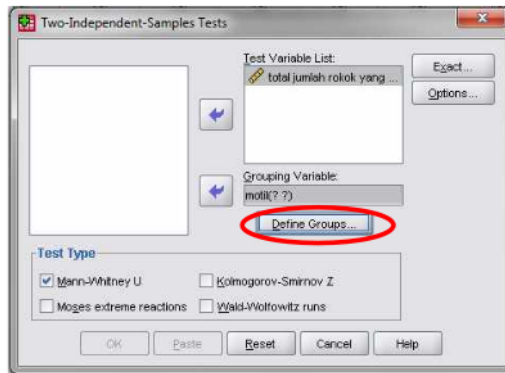 Two-Independent-Samples Tests
Test Variable List:
total jumlah rokok yang ...
Exact...
Options...
Grouping Variable:
motil(? ?)
Define Groups...
Test Type
Mann-Whitney U
Kolmogorov-Smirnov Z
Moses extreme reactions
Wald-Wolfowitz runs
OK
Paste
Reset
Cancel
Help